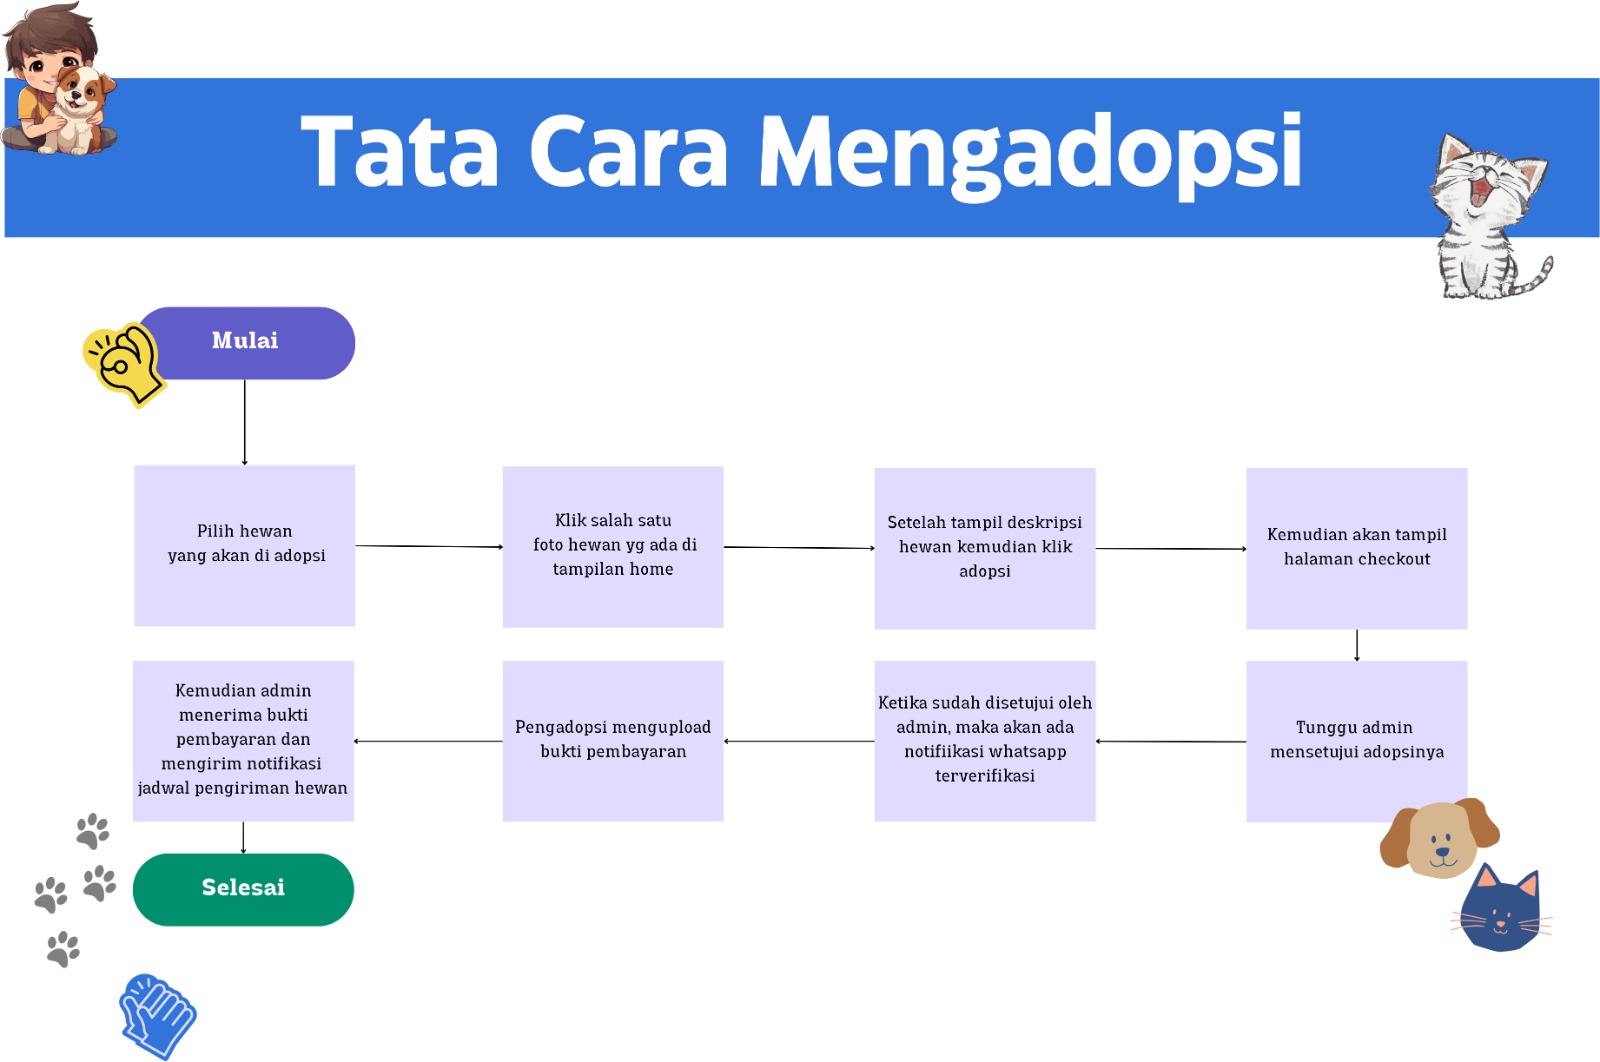 Tata Cara Mengadopsi
Mulai
Pilih hewan
yang akan di adopsi
Klik salah satu
foto hewan yg ada di
tampilan home
Setelah tampil deskripsi
hewan kemudian klik
adopsi
Kemudian akan tampil
halaman checkout
Tunggu admin
mensetujui adopsinya
Ketika sudah disetujui oleh
admin, maka akan ada
notifiikasi whatsapp
terverifikasi
Pengadopsi mengupload
bukti pembayaran
Kemudian admin
menerima bukti
pembayaran dan
mengirim notifikasi
jadwal pengiriman hewan
Selesai